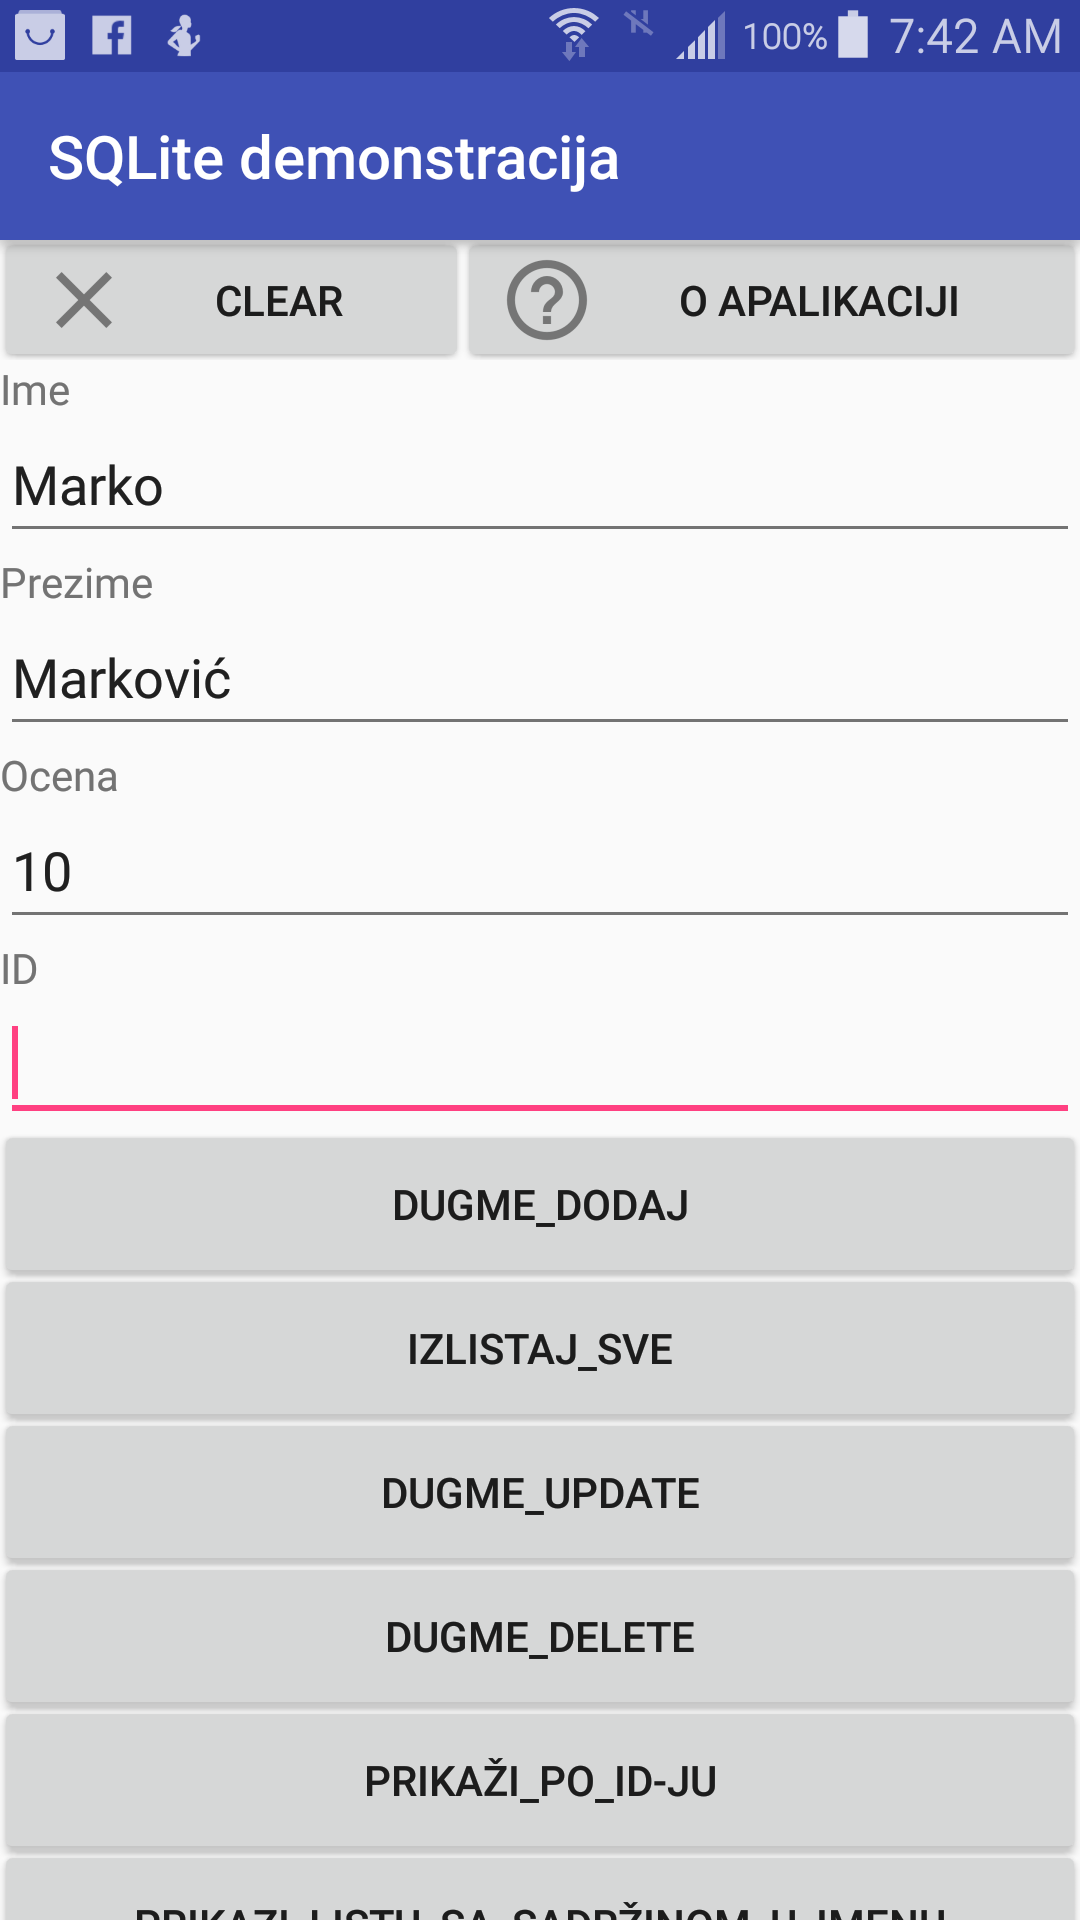 100% 7:42 AM
SQLite demonstracija
CLEAR O APALIKACIJI
Ime
Marko
Prezime
Marković
Ocena
10
ID
DUGME_DODAJ
IZLISTAJ_SVE
DUGME_UPDATE
DUGME_DELETE
PRIKAŽI_PO_ID-JU
PRIKAZI_LISTU_SA_SADRŽINOM_U_IMENU